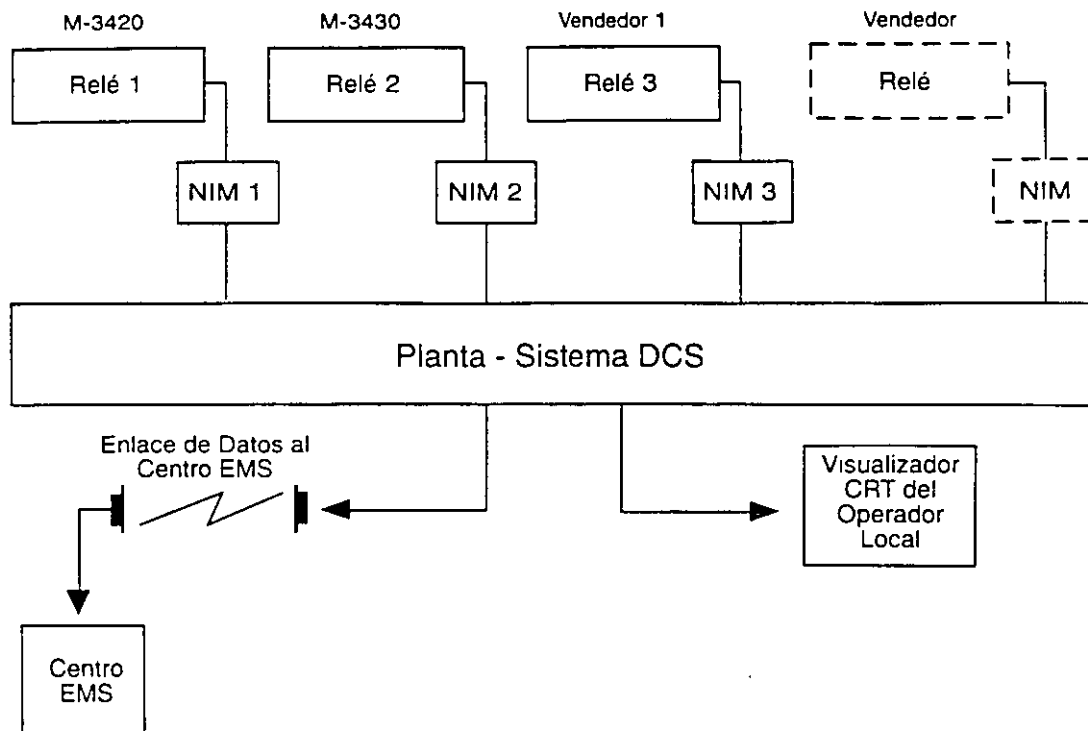 M-3420
M-3430
Vendedor 1
Vendedor
Relé 1
Relé 2
Relé 3
Relé
NIM 1
NIM 2
NIM 3
NIM
Planta - Sistema DCS
Enlace de Datos al
Centro EMS
Visualizador
CRT del
Operador
Local
Centro
EMS